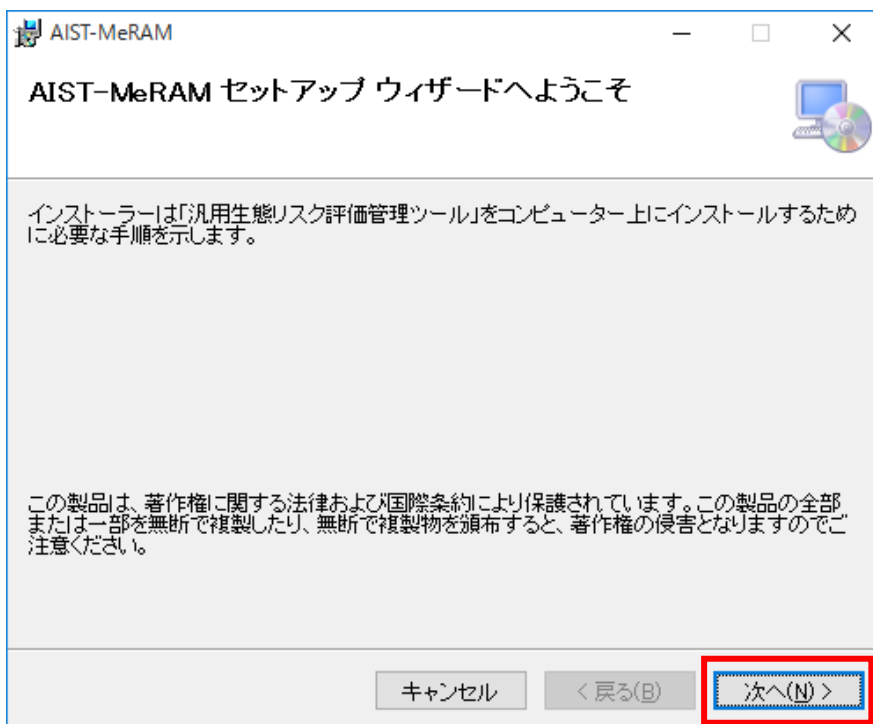 AIST-MeRAM
AIST-MeRAM セットアップ ウィザードへようこそ
インストーラーは「汎用生態リスク評価管理ツール」をコンピューター上にインストールするため
に必要な手順を示します。
この製品は、著作権に関する法律および国際条約により保護されています。この製品の全部
または一部を無断で複製したり、無断で複製物を頒布すると、著作権の侵害となりますのでご
注意ください。
キャンセル
< 戻る(B)
次へ(N) >